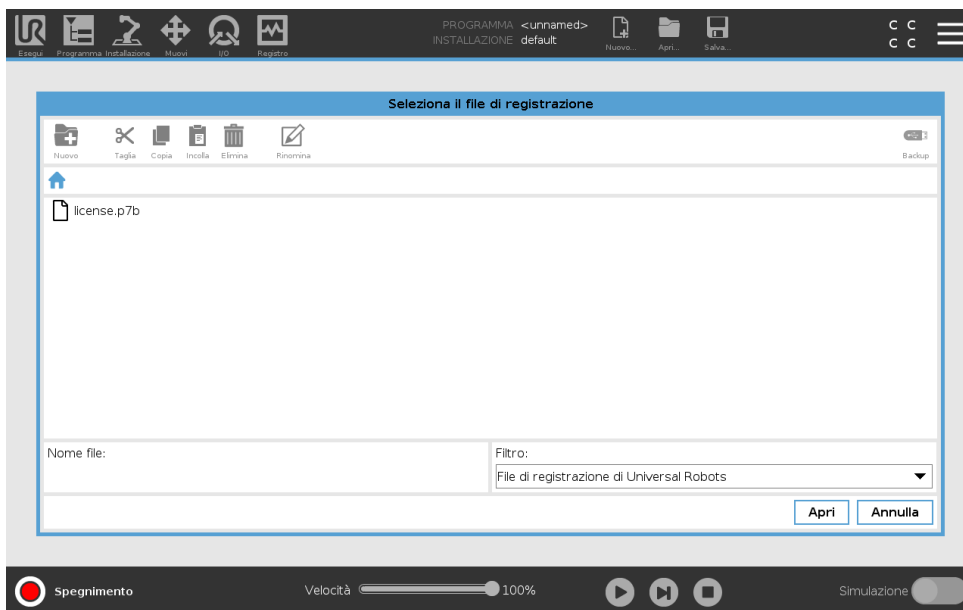 UR
PROGRAMMA <unnamed>
INSTALLAZIONE default
Esegui Programma Installazione Muovi I/O Registro
Nuovo... Apri... Salva...
C C
C C
Seleziona il file di registrazione
Nuovo Taglia Copia Incolla Elimina Rinomina Backup
license.p7b
Nome file:
Filtro:
File di registrazione di Universal Robots
Apri Annulla
Spegnimento Velocità 100% Simulazione